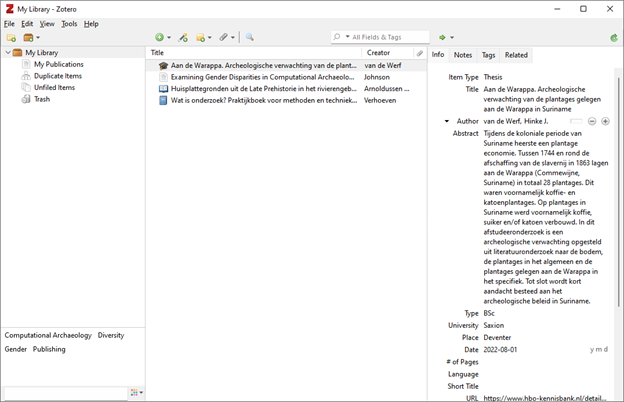 My Library - Zotero
File Edit View Tools Help
All Fields & Tags
My Library
My Publications
Duplicate Items
Unfiled Items
Trash
Computational Archaeology Diversity
Gender Publishing
Title Creator
Aan de Warappa. Archeologische verwachting van de plant... van de Werf
Examining Gender Disparities in Computational Archaeolo... Johnson
Huisplattegronden uit de Late Prehistorie in het rivierengeb... Arnoldussen ...
Wat is onderzoek? Praktijkboek voor methoden en techniek... Verhoeven
Info Notes Tags Related
Item Type Thesis
Title Aan de Warappa. Archeologische
verwachting van de plantages gelegen
aan de Warappa in Suriname
Author van de Werf, Hinke J.
Abstract Tijdens de koloniale periode van
Suriname heerste een plantage
economie. Tussen 1744 en rond de
afschaffing van de slavernij in 1863 lagen
aan de Warappa (Commewijne,
Suriname) in totaal 28 plantages. Dit
waren voornamelijk koffie- en
katoenplantages. Op plantages in
Suriname werd voornamelijk koffie,
suiker en/of katoen verbouwd. In dit
afstudeeronderzoek is een
archeologische verwachting opgesteld
uit literatuuronderzoek naar de bodem,
de plantages in het algemeen en de
plantages gelegen aan de Warappa in
het specifiek. Tot slot wordt kort
aandacht besteed aan het
archeologische beleid in Suriname.
Type BSc
University Saxion
Place Deventer
Date 2022-08-01 y m d
# of Pages
Language
Short Title
URL https://www.hbo-kennisbank.nl/detail...